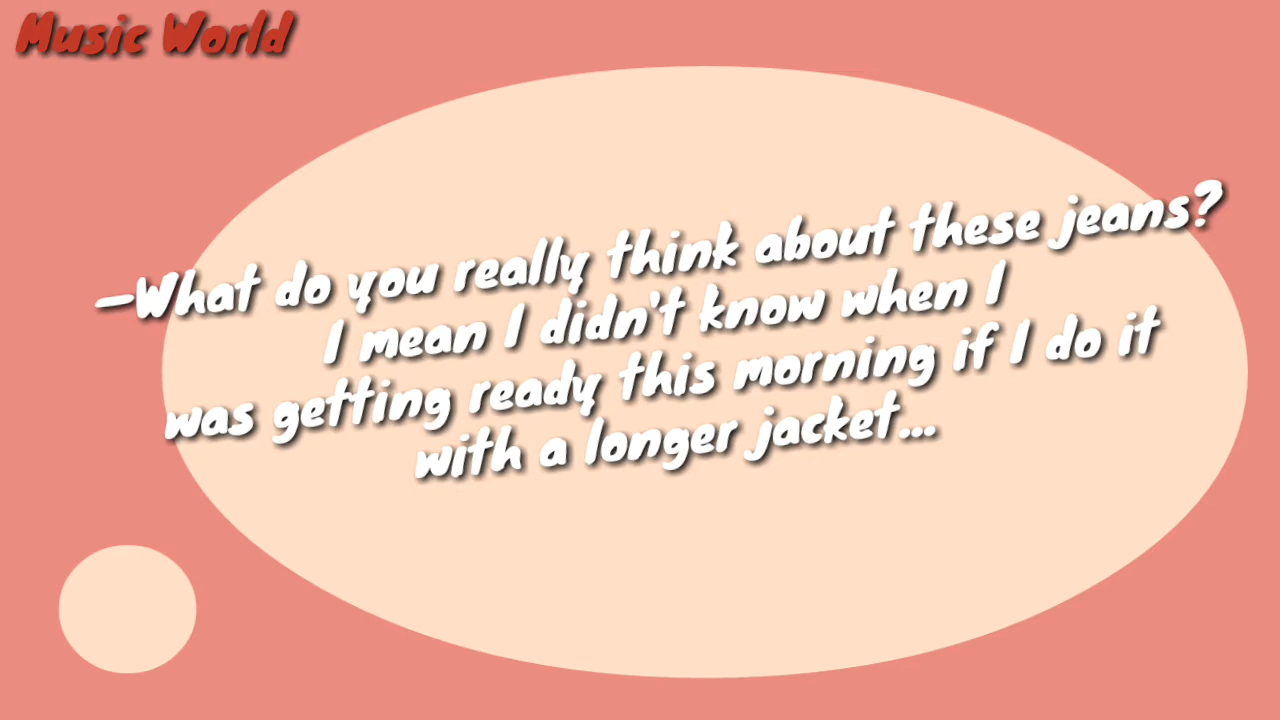 Music World
–What do you really think about these jeans?
I mean I didn't know when I
was getting ready this morning if I do it
with a longer jacket...